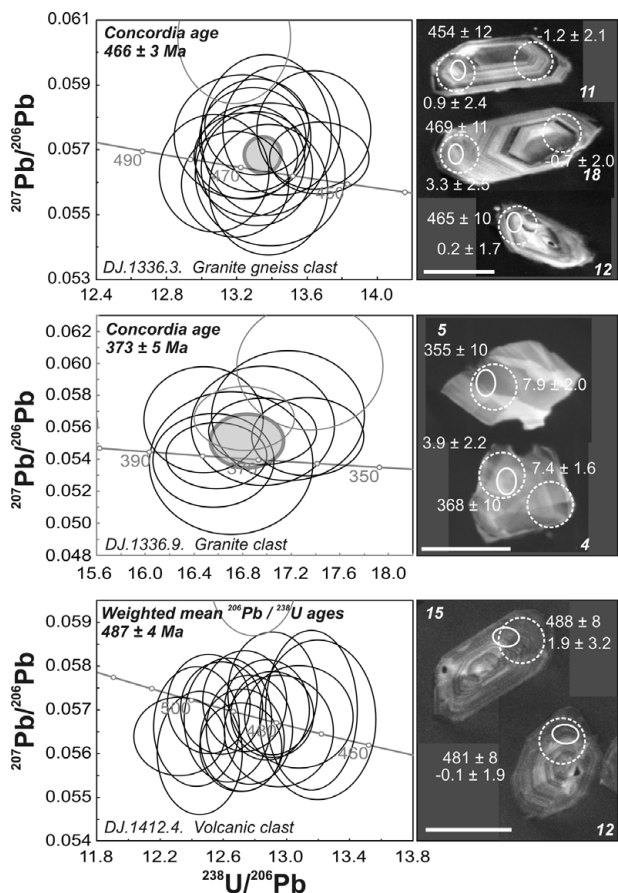 Concordia age
466 ± 3 Ma
0.061
0.059
0.057
0.055
0.053
²⁰⁷Pb/²⁰⁶Pb
490
470
450
DJ.1336.3. Granite gneiss clast
12.4 12.8 13.2 13.6 14.0
454 ± 12
-1.2 ± 2.1
11
0.9 ± 2.4
469 ± 11
-0.7 ± 2.0
18
3.3 ± 2.5
465 ± 10
0.2 ± 1.7
12
Concordia age
373 ± 5 Ma
0.062
0.060
0.058
0.056
0.054
0.052
0.050
0.048
²⁰⁷Pb/²⁰⁶Pb
390
370
350
DJ.1336.9. Granite clast
15.6 16.0 16.4 16.8 17.2 17.6 18.0
5
355 ± 10
7.9 ± 2.0
3.9 ± 2.2
7.4 ± 1.6
368 ± 10
4
Weighted mean ²⁰⁶Pb / ²³⁸U ages
487 ± 4 Ma
0.059
0.058
0.057
0.056
0.055
0.054
²⁰⁷Pb/²⁰⁶Pb
500
480
460
DJ.1412.4. Volcanic clast
11.8 12.2 12.6 13.0 13.4 13.8
²³⁸U/²⁰⁶Pb
15
488 ± 8
1.9 ± 3.2
481 ± 8
-0.1 ± 1.9
12